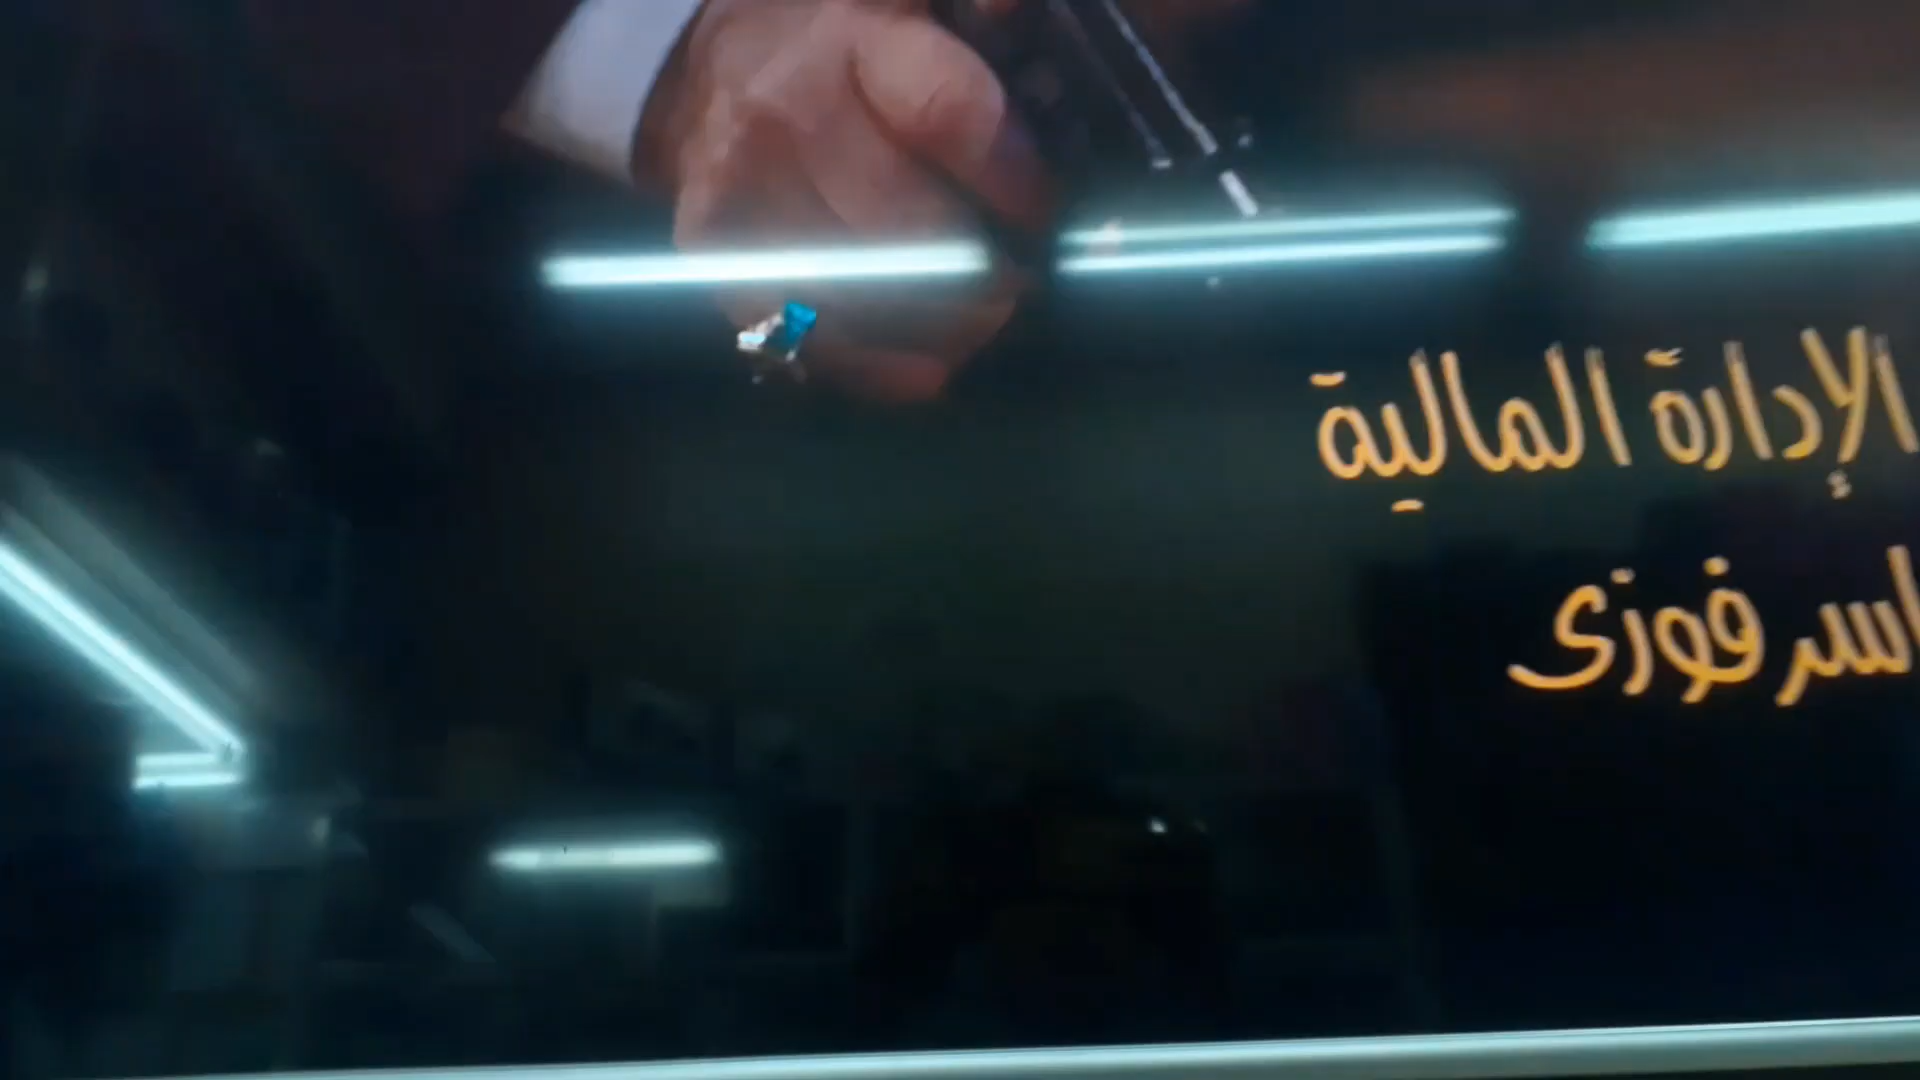 الإدارة المالية
اسر فوزى